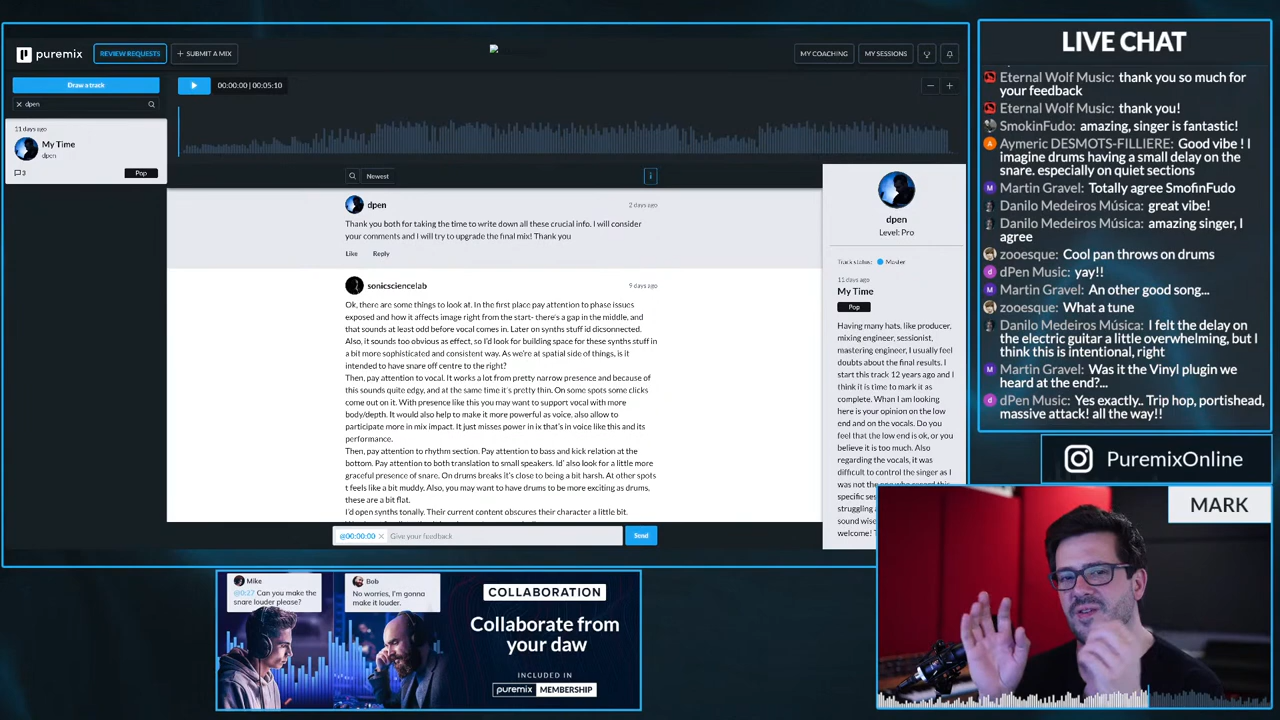 puremix
REVIEW REQUESTS
+ SUBMIT A MIX
MY COACHING
MY SESSIONS
Draw a track
dpen
00:00:00 | 00:05:10
11 days ago
My Time
dpen
3
Pop
Newest
dpen
2 days ago
Thank you both for taking the time to write down all these crucial info. I will consider
your comments and I will try to upgrade the final mix! Thank you
Like
Reply
sonicsciencelab
9 days ago
Ok, there are some things to look at. In the first place pay attention to phase issues
exposed and how it affects image right from the start- there's a gap in the middle, and
that sounds at least odd before vocal comes in. Later on synths stuff id dicsonnected.
Also, it sounds too obvious as effect, so I'd look for building space for these synths stuff in
a bit more sophisticated and consistent way. As we're at spatial side of things, is it
intended to have snare off centre to the right?
Then, pay attention to vocal. It works a lot from pretty narrow presence and because of
this sounds quite edgy, and at the same time it's pretty thin. On some spots some clicks
come out on it. With presence like this you may want to support vocal with more
body/depth. It would also help to make it more powerful as voice, also allow to
participate more in mix impact. It just misses power in ix that's in voice like this and its
performance.
Then, pay attention to rhythm section. Pay attention to bass and kick relation at the
bottom. Pay attention to both translation to small speakers. Id' also look for a little more
graceful presence of snare. On drums break it's close to being a bit harsh. At other spots
t feels like a bit muddy. Also, you may want to have drums to be more exciting as drums,
these are a bit flat.
I'd open synths tonally. Their current content obscures their character a little bit.
@00:00:00
Give your feedback
Send
dpen
Level: Pro
Track status:
Master
11 days ago
My Time
Pop
Having many hats, like producer,
mixing engineer, sessionist,
mastering engineer, I usually feel
doubts about the final results. I
start this track 12 years ago and I
think it is time to mark it as
complete. Whan I am looking
here is your opinion on the low
end and on the vocals. Do you
feel that the low end is ok, or you
believe it is too much. Also
regarding the vocals, it was
difficult to control the singer as I
was not the one who record this
specific ses
struggling a
sound wise
welcome! T
LIVE CHAT
Eternal Wolf Music: thank you so much for
your feedback
Eternal Wolf Music: thank you!
SmokinFudo: amazing, singer is fantastic!
Aymeric DESMOTS-FILLIERE: Good vibe ! I
imagine drums having a small delay on the
snare. especially on quiet sections
Martin Gravel: Totally agree SmofinFudo
Danilo Medeiros Música: great vibe!
Danilo Medeiros Música: amazing singer, I
agree
zooesque: Cool pan throws on drums
dPen Music: yay!!
Martin Gravel: An other good song...
zooesque: What a tune
Danilo Medeiros Música: I felt the delay on
the electric guitar a little overwhelming, but I
think this is intentional, right
Martin Gravel: Was it the Vinyl plugin we
heard at the end?...
dPen Music: Yes exactly.. Trip hop, portishead,
massive attack! all the way!!
PuremixOnline
MARK
Mike
@0:27 Can you make the
snare louder please?
Bob
No worries, I'm gonna
make it louder.
COLLABORATION
Collaborate from
your daw
INCLUDED IN
puremix MEMBERSHIP